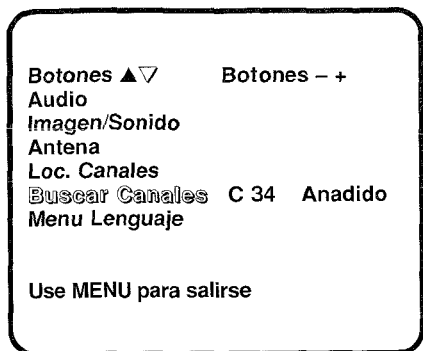 Botones ▲▽ Botones – +
Audio
Imagen/Sonido
Antena
Loc. Canales
Buscar Canales C 34 Anadido
Menu Lenguaje
Use MENU para salirse